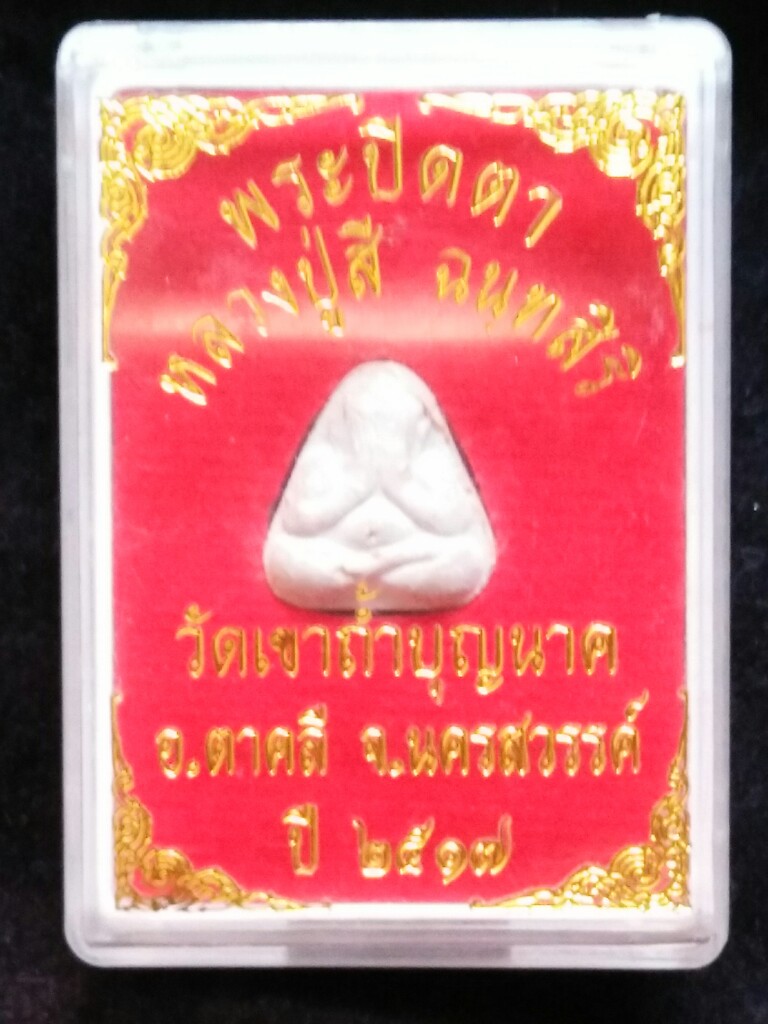 พระปิดตา
หลวงปู่สี ฉนฺทสิริ
วัดเขาถ้ำบุญนาค
อ.ตาคลี จ.นครสวรรค์
ปี ๒๕๑๗